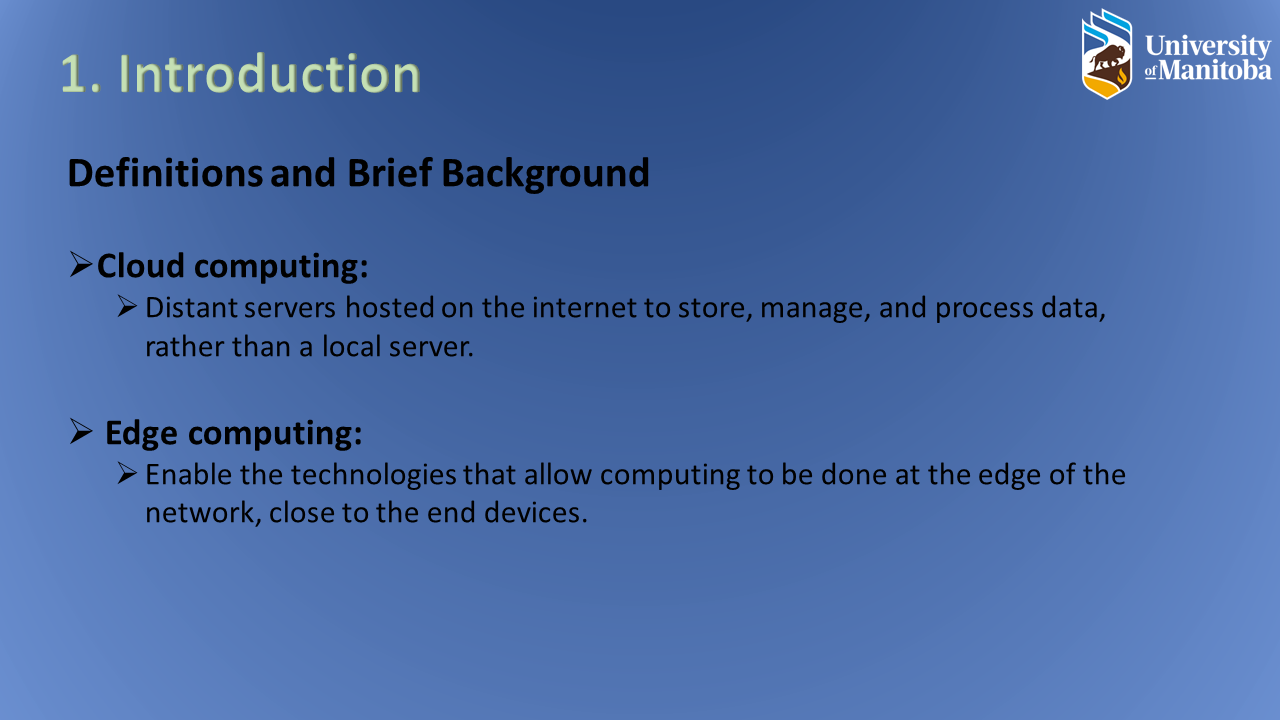 1. Introduction
University
of Manitoba
Definitions and Brief Background
➢Cloud computing:
➢ Distant servers hosted on the internet to store, manage, and process data,
rather than a local server.
➢ Edge computing:
➢ Enable the technologies that allow computing to be done at the edge of the
network, close to the end devices.